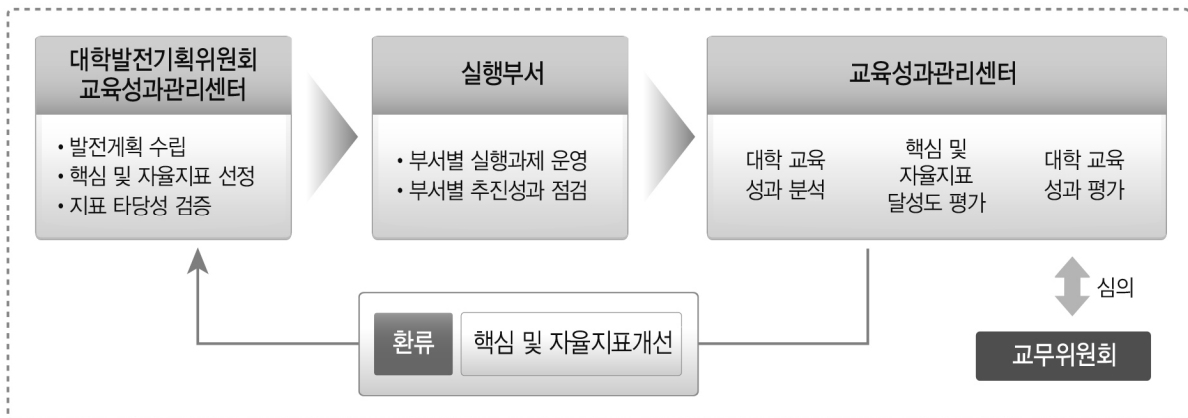 대학발전기획위원회
교육성과관리센터
• 발전계획 수립
• 핵심 및 자율지표 선정
• 지표 타당성 검증
실행부서
• 부서별 실행과제 운영
• 부서별 추진성과 점검
교육성과관리센터
대학 교육
성과 분석
핵심 및
자율지표
달성도 평가
대학 교육
성과 평가
심의
교무위원회
환류
핵심 및 자율지표개선